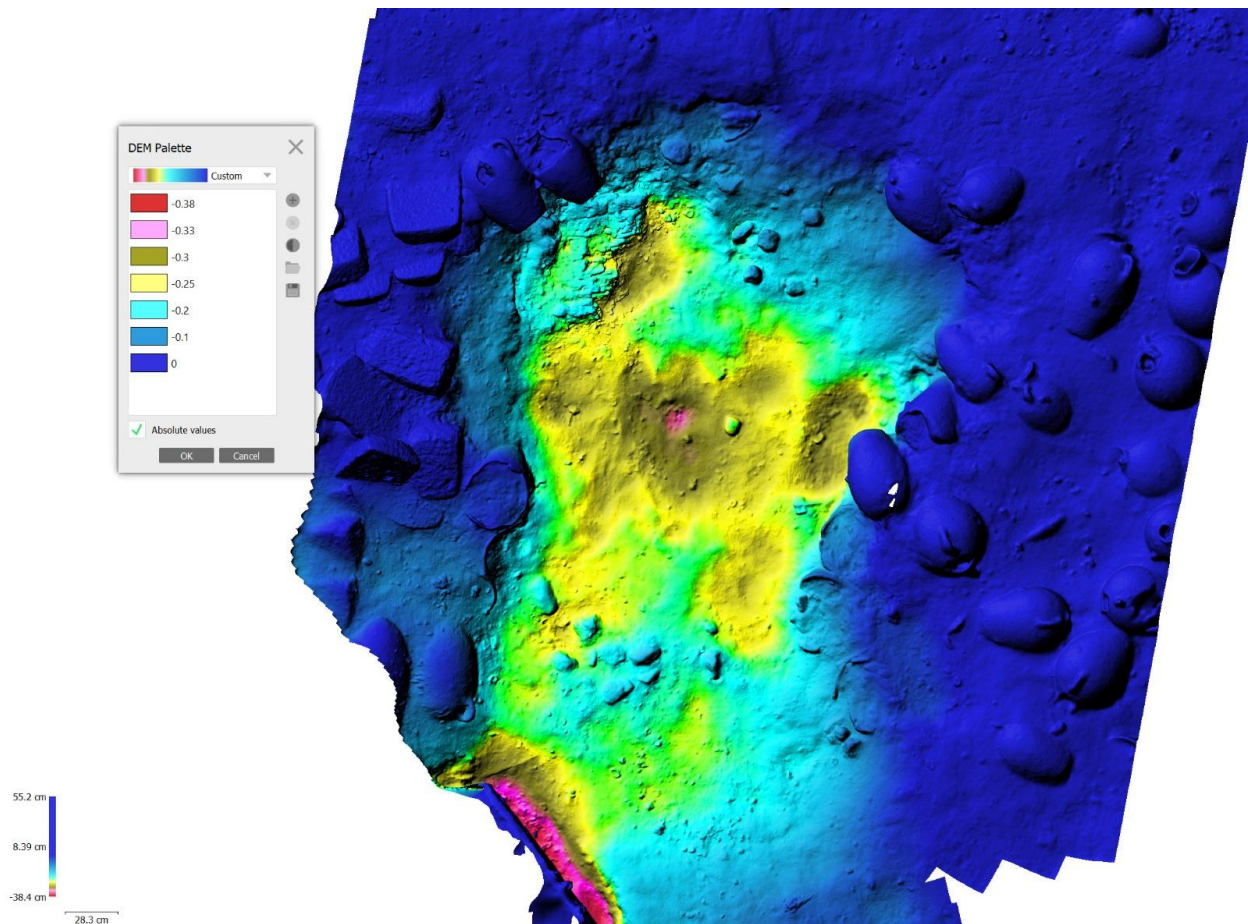 DEM Palette
Custom
-0.38
-0.33
-0.3
-0.25
-0.2
-0.1
0
Absolute values
OK Cancel
55.2 cm
8.39 cm
-38.4 cm
28.3 cm